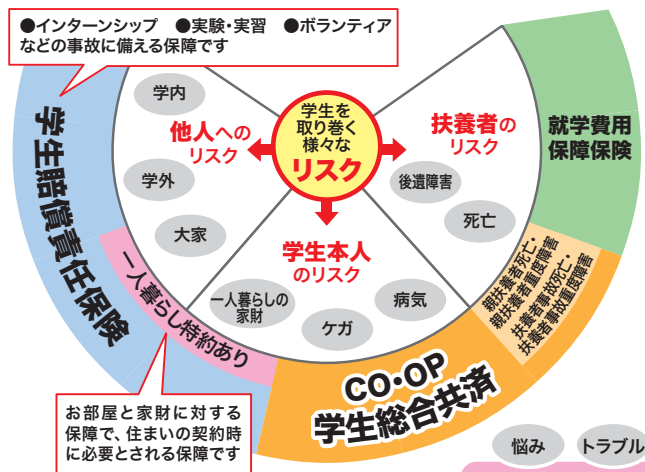 ●インターンシップ ●実験・実習 ●ボランティア
などの事故に備える保障です
学生を
取り巻く
様々な
リスク
他人への
リスク
学内
学外
大家
扶養者の
リスク
後遺障害
死亡
学生本人
のリスク
一人暮らしの
家財
ケガ
病気
学生賠償責任保険
一人暮らし特約あり
就学費用
保障保険
親扶養者死亡・
親扶養者重度障害
扶養者事故死亡・
扶養者事故重度障害
CO・OP
学生総合共済
お部屋と家財に対する
保障で、住まいの契約時
に必要とされる保障です
悩み
トラブル